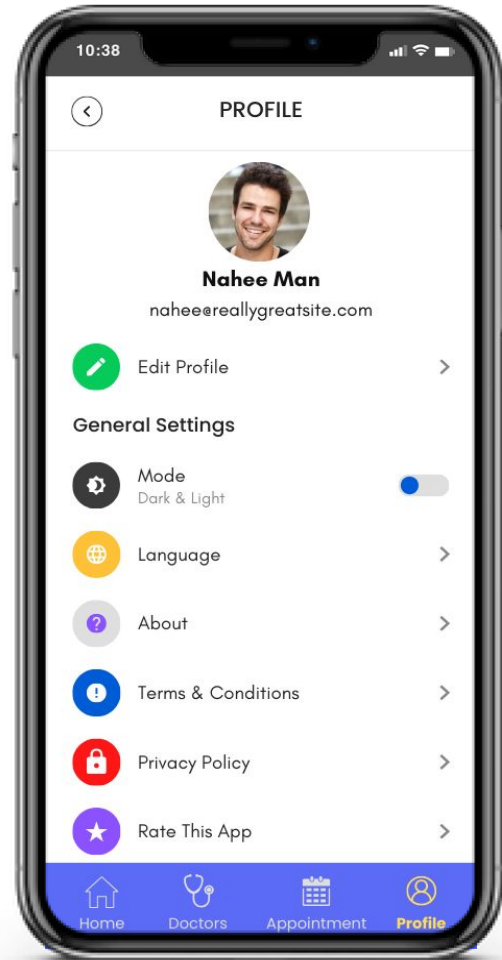 10:38
PROFILE
Nahee Man
nahee@reallygreatsite.com
Edit Profile
General Settings
Mode
Dark & Light
Language
About
Terms & Conditions
Privacy Policy
Rate This App
Home Doctors Appointment Profile